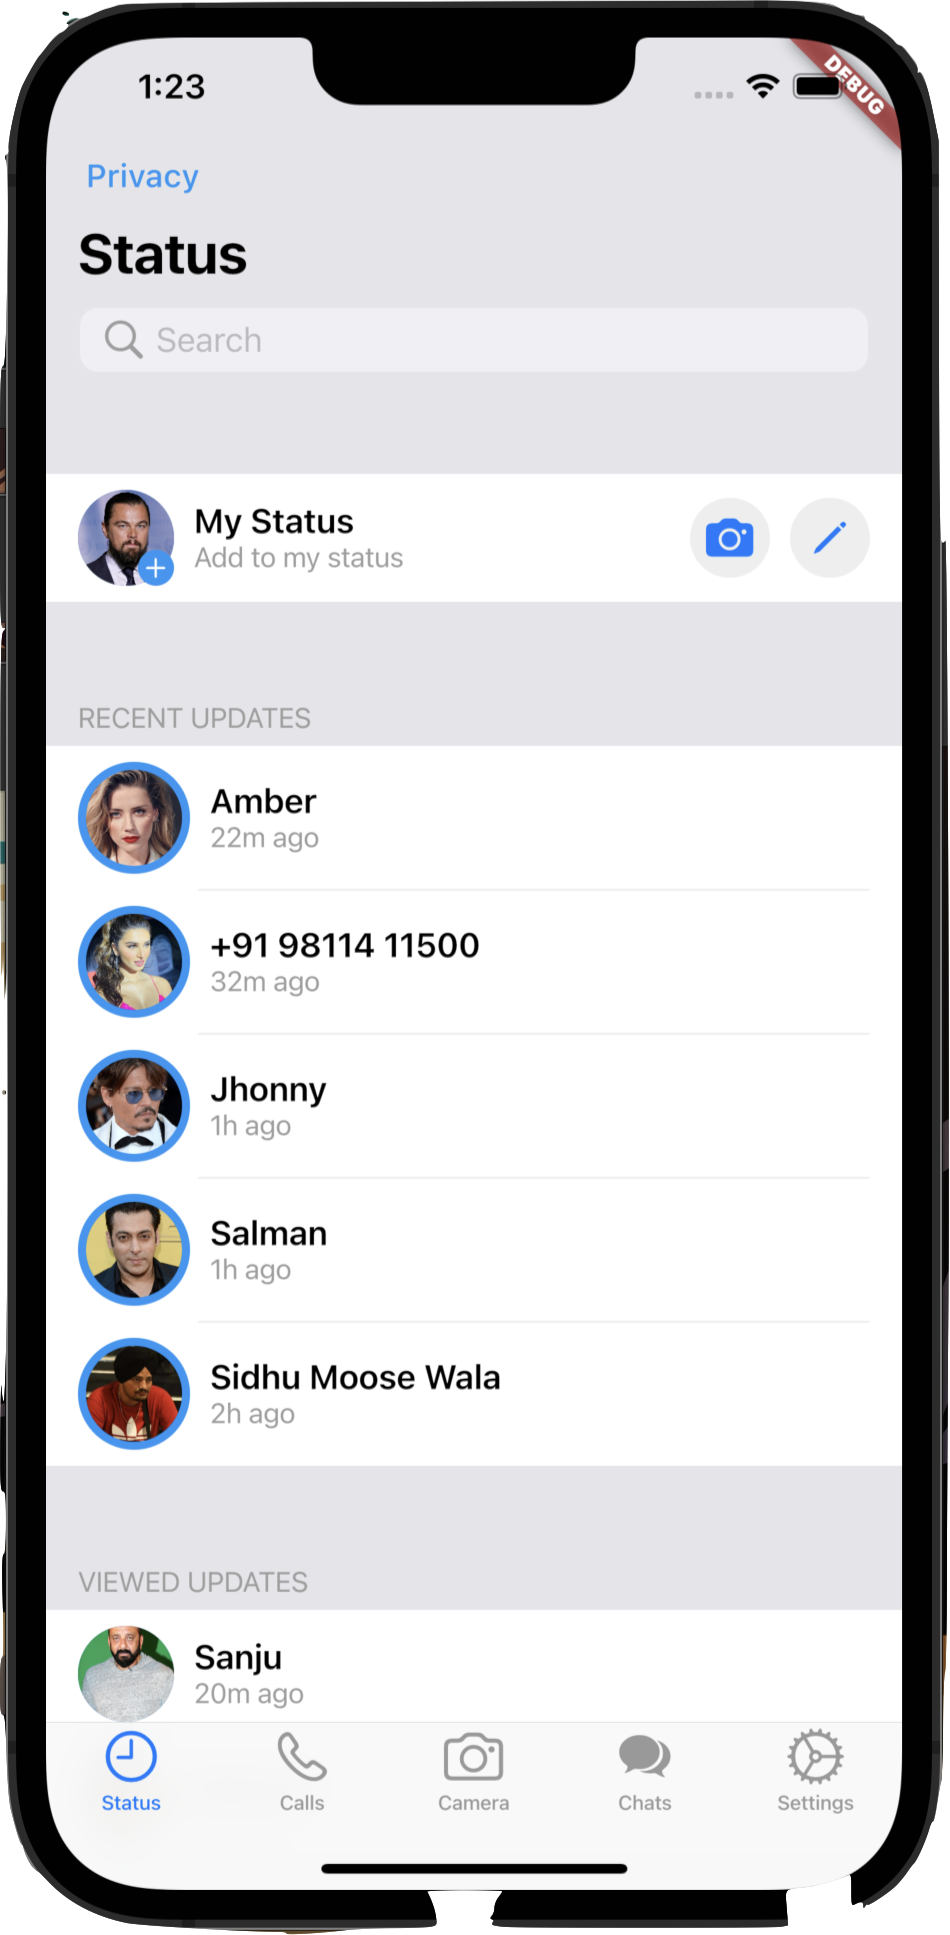 1:23
DEBUG
Privacy
Status
Search
My Status
Add to my status
RECENT UPDATES
Amber
22m ago
+91 98114 11500
32m ago
Jhonny
1h ago
Salman
1h ago
Sidhu Moose Wala
2h ago
VIEWED UPDATES
Sanju
20m ago
Status
Calls
Camera
Chats
Settings